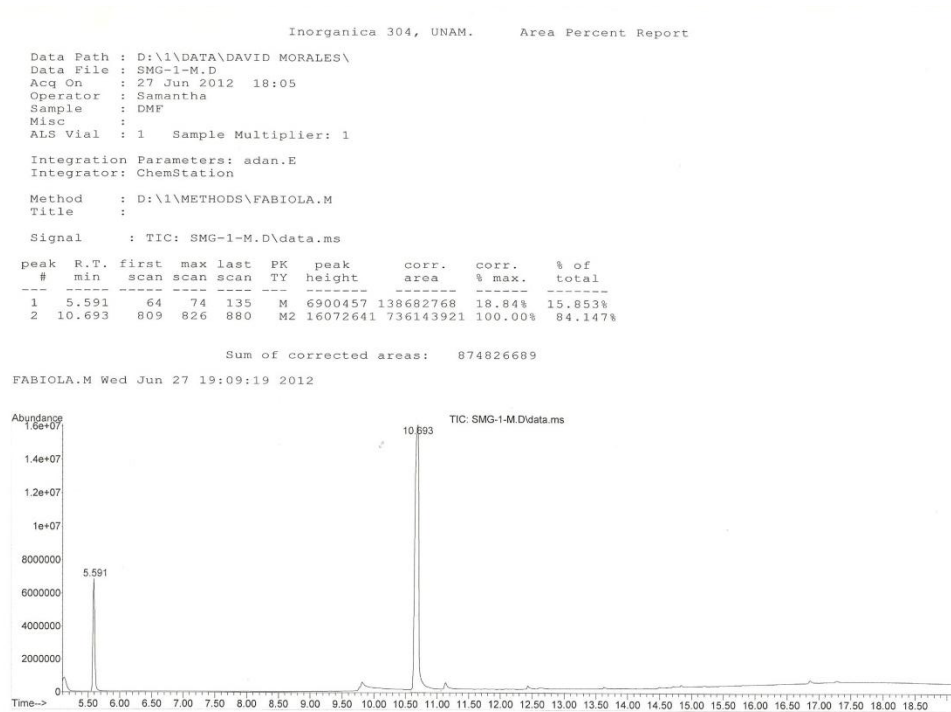 Inorganica 304, UNAM. Area Percent Report
Data Path : D:\1\DATA\DAVID MORALES\
Data File : SMG-1-M.D
Acq On : 27 Jun 2012 18:05
Operator : Samantha
Sample : DMF
Misc :
ALS Vial : 1 Sample Multiplier: 1
Integration Parameters: adan.E
Integrator: ChemStation
Method : D:\1\METHODS\FABIOLA.M
Title :
Signal : TIC: SMG-1-M.D\data.ms
peak R.T. first max last PK peak corr. corr. % of
# min scan scan scan TY height area % max. total
--- ----- ----- ---- ---- --- ------- ------- ------ -------
1 5.591 64 74 135 M 6900457 138682768 18.84% 15.853%
2 10.693 809 826 880 M2 16072641 736143921 100.00% 84.147%
Sum of corrected areas: 874826689
FABIOLA.M Wed Jun 27 19:09:19 2012
Abundance
TIC: SMG-1-M.D\data.ms
1.6e+07
10.693
1.4e+07
1.2e+07
1e+07
8000000
5.591
6000000
4000000
2000000
0
Time--> 5.50 6.00 6.50 7.00 7.50 8.00 8.50 9.00 9.50 10.00 10.50 11.00 11.50 12.00 12.50 13.00 13.50 14.00 14.50 15.00 15.50 16.00 16.50 17.00 17.50 18.00 18.50